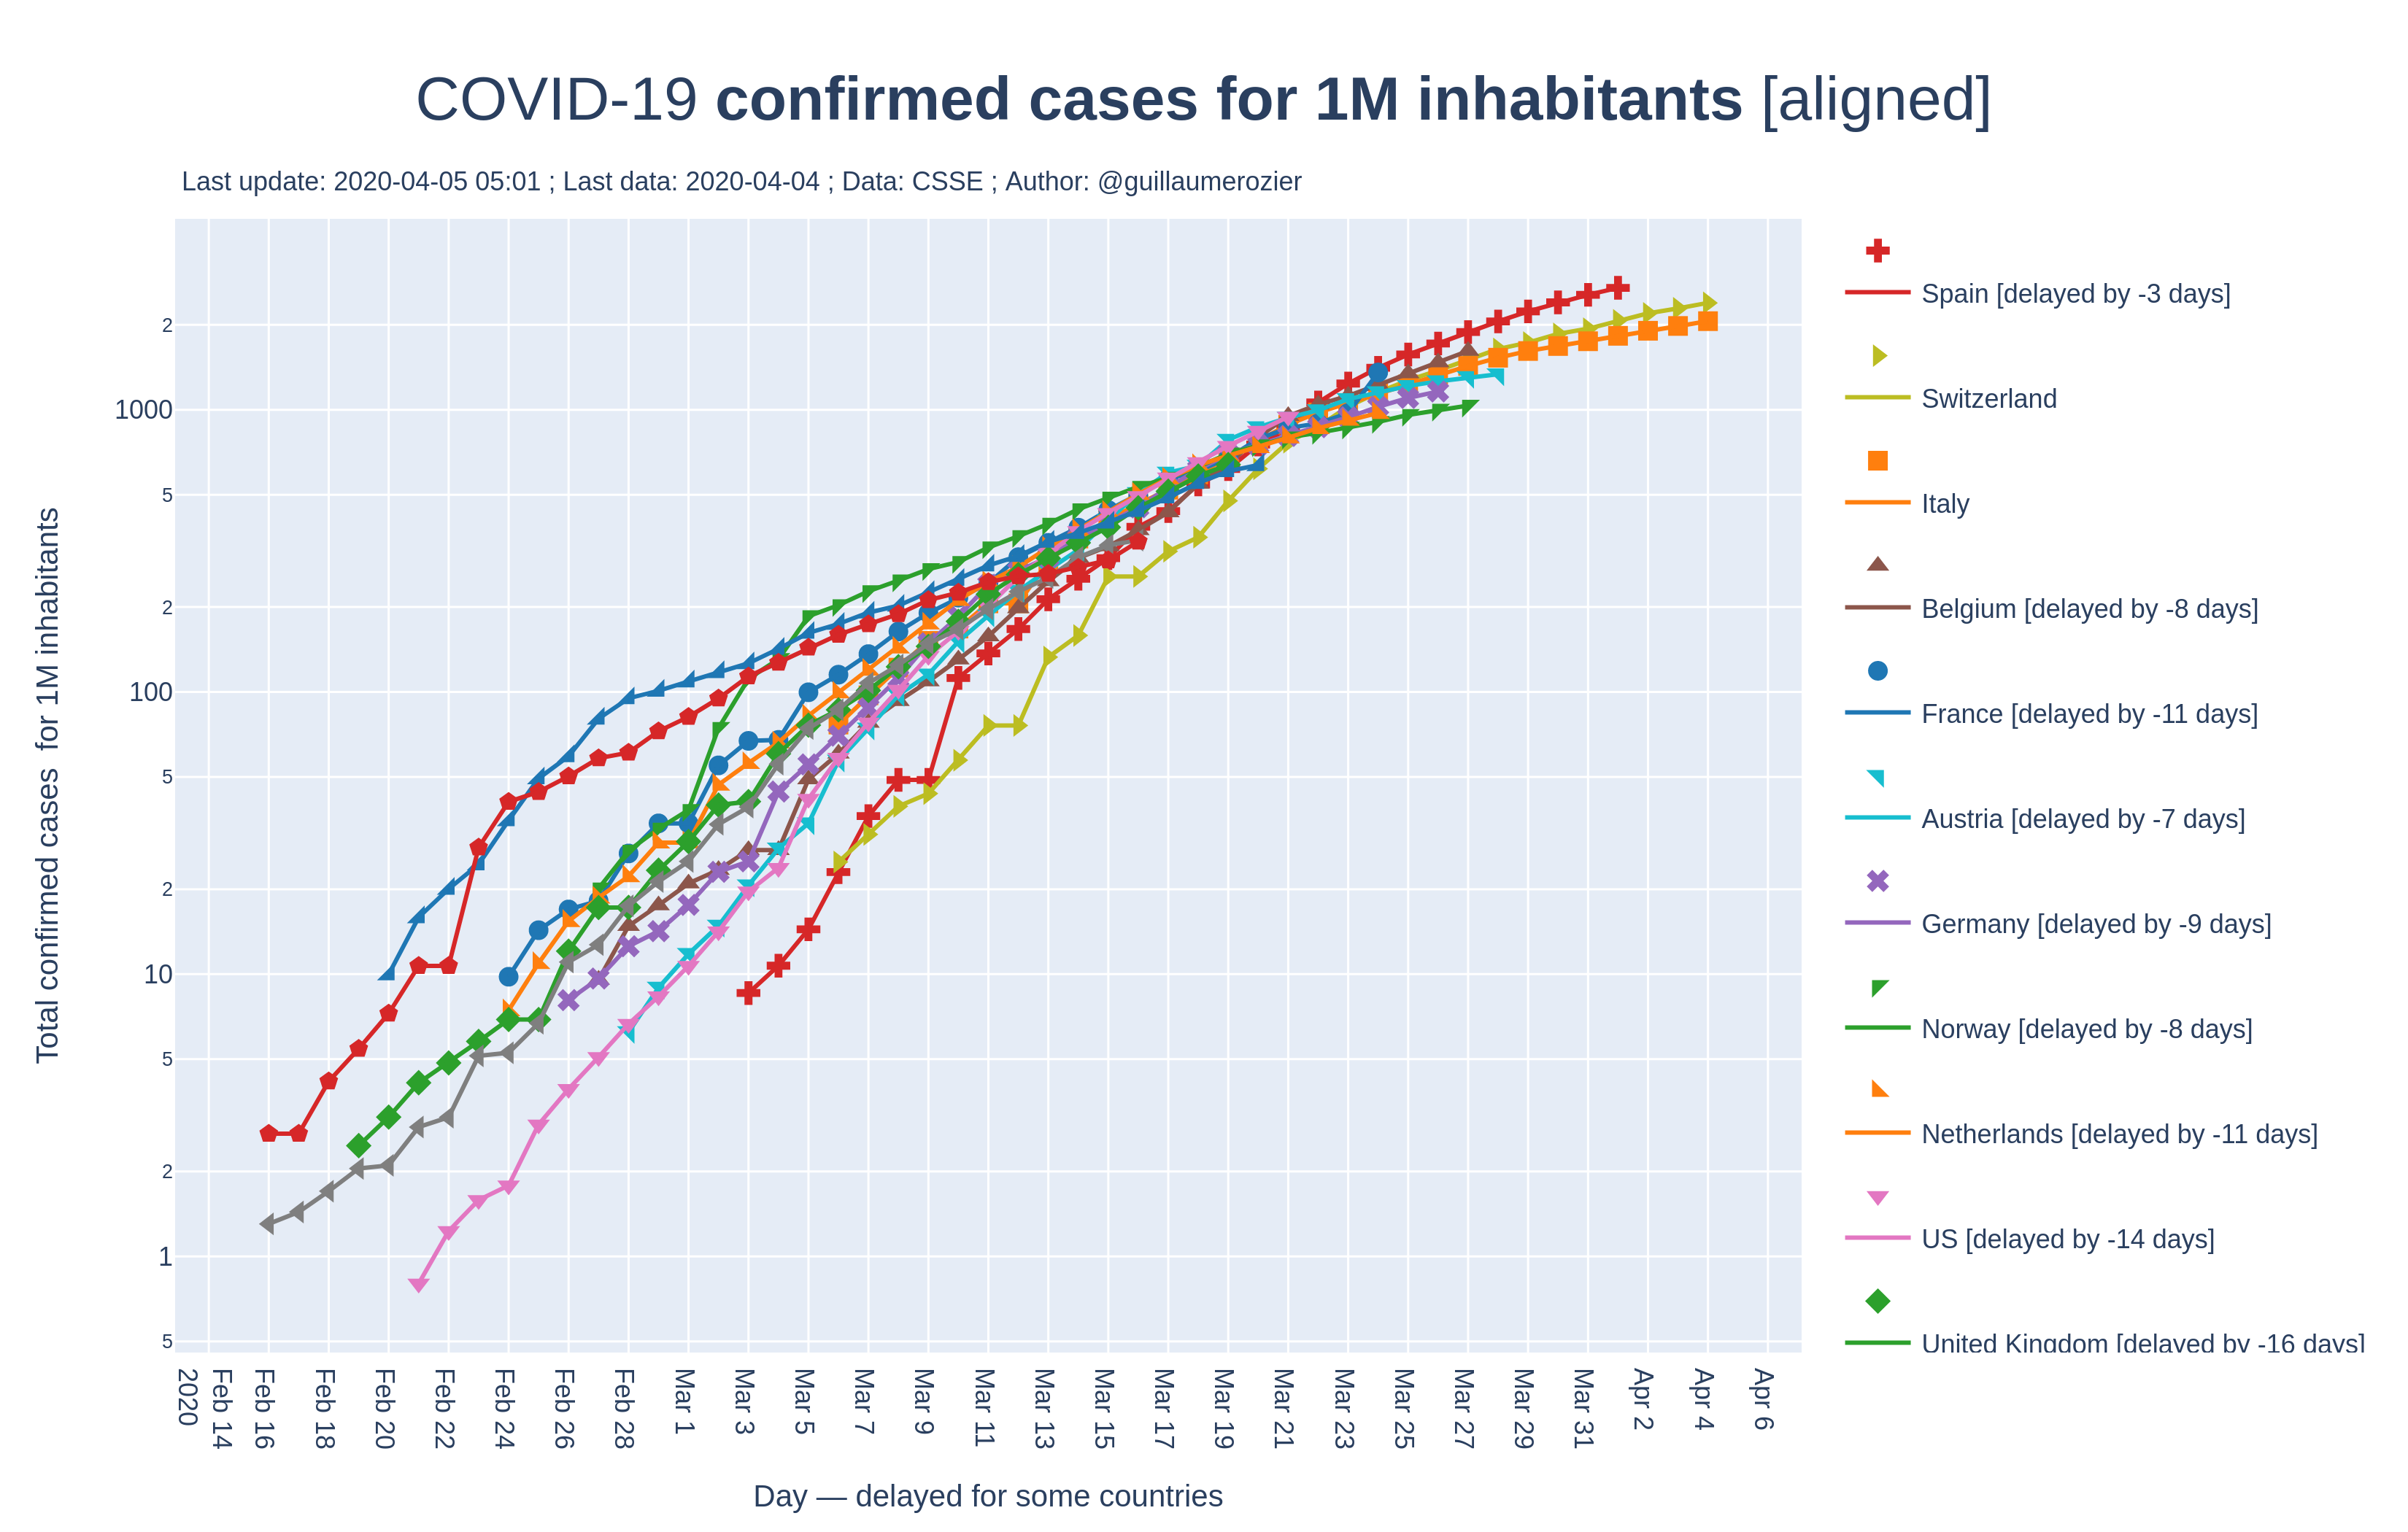 COVID-19 confirmed cases for 1M inhabitants [aligned]
Last update: 2020-04-05 05:01 ; Last data: 2020-04-04 ; Data: CSSE ; Author: @guillaumerozier
Total confirmed cases for 1M inhabitants
2
1000
5
2
100
5
2
10
5
2
1
5
Feb 14
2020
Feb 16
Feb 18
Feb 20
Feb 22
Feb 24
Feb 26
Feb 28
Mar 1
Mar 3
Mar 5
Mar 7
Mar 9
Mar 11
Mar 13
Mar 15
Mar 17
Mar 19
Mar 21
Mar 23
Mar 25
Mar 27
Mar 29
Mar 31
Apr 2
Apr 4
Apr 6
Day — delayed for some countries
Spain [delayed by -3 days]
Switzerland
Italy
Belgium [delayed by -8 days]
France [delayed by -11 days]
Austria [delayed by -7 days]
Germany [delayed by -9 days]
Norway [delayed by -8 days]
Netherlands [delayed by -11 days]
US [delayed by -14 days]
United Kingdom [delayed by -16 days]